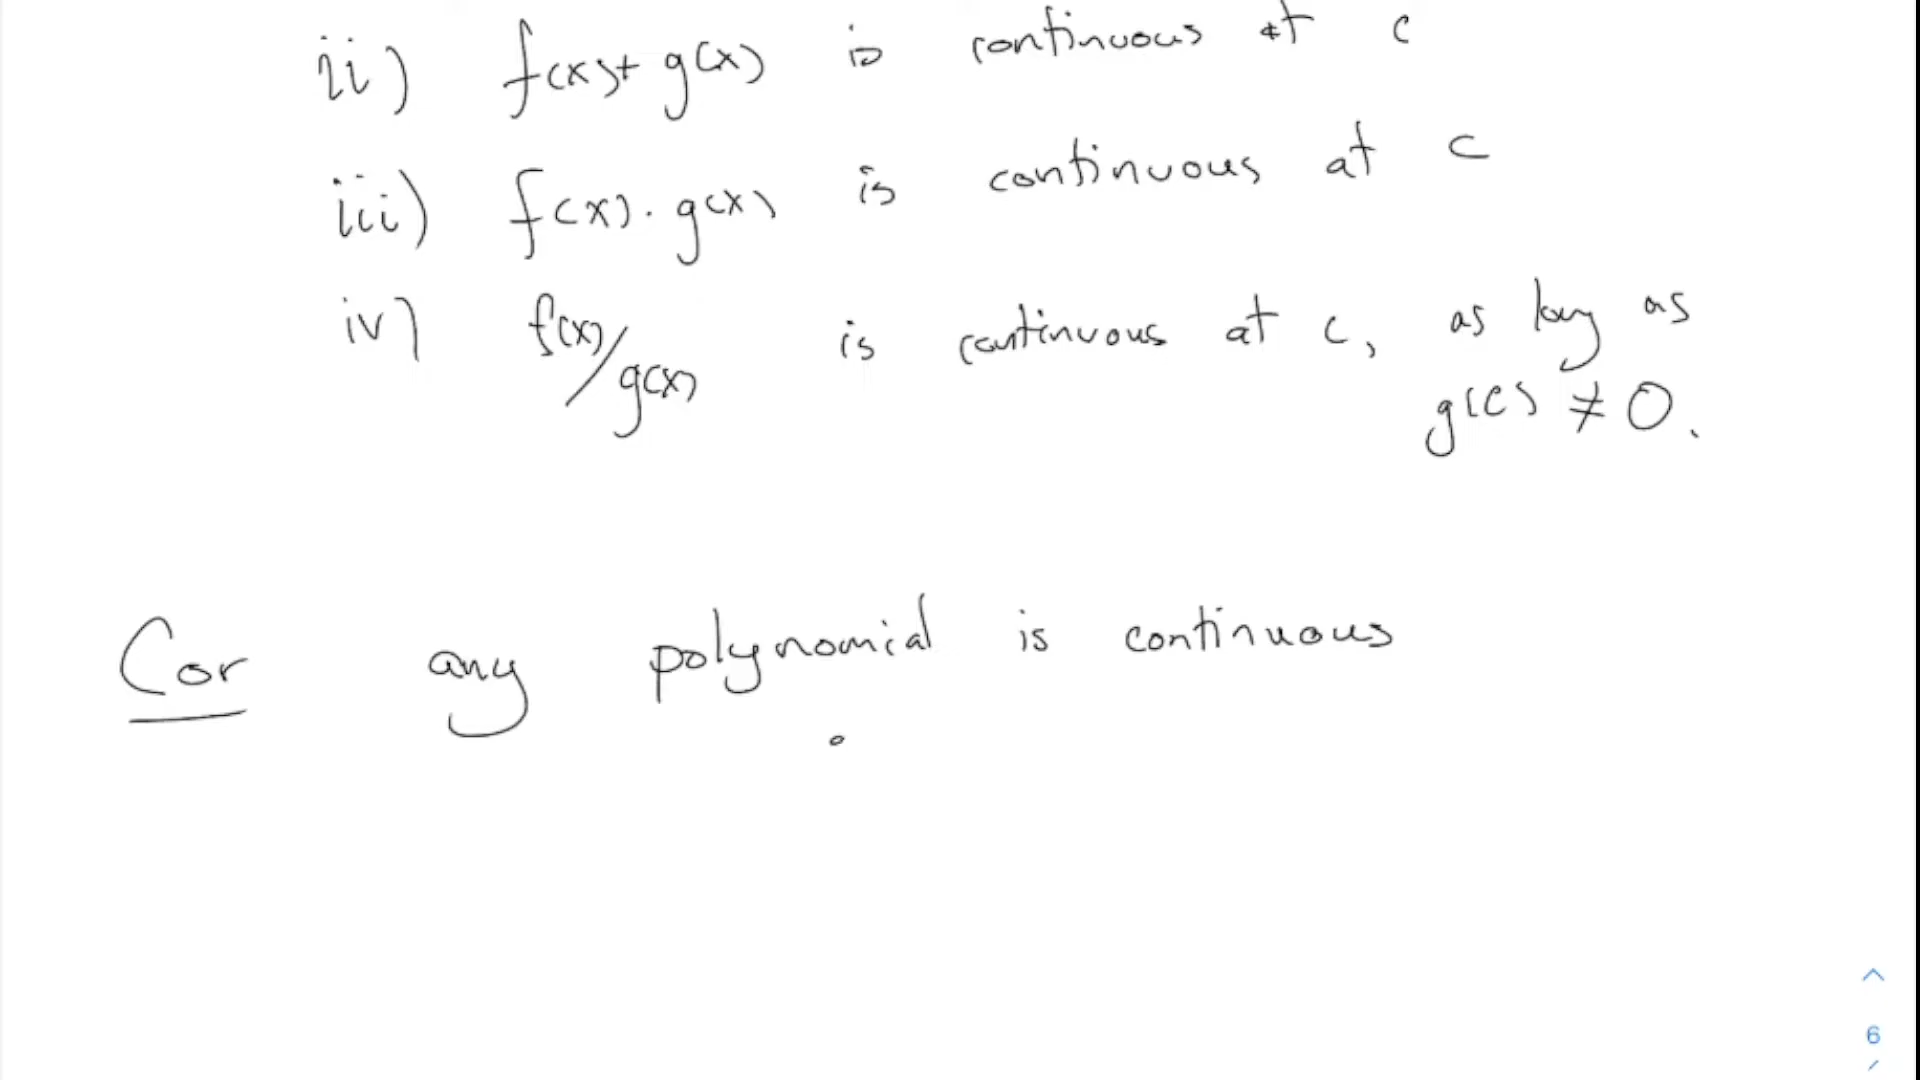 ii) f(x)+g(x) is continuous at c
iii) f(x)·g(x) is continuous at c
iv) f(x)/g(x) is continuous at c, as long as
g(c) ≠ 0.
Cor any polynomial is continuous
6